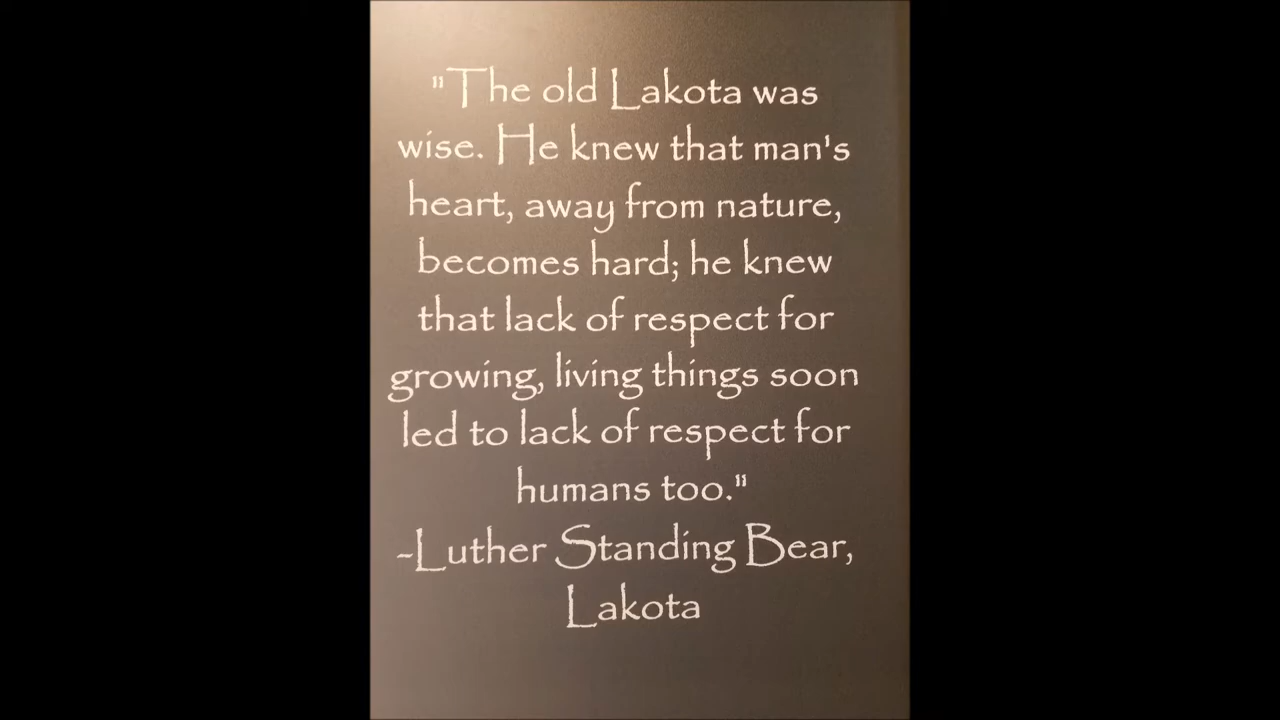 "The old Lakota was
wise. He knew that man's
heart, away from nature,
becomes hard; he knew
that lack of respect for
growing, living things soon
led to lack of respect for
humans too."
-Luther Standing Bear,
Lakota